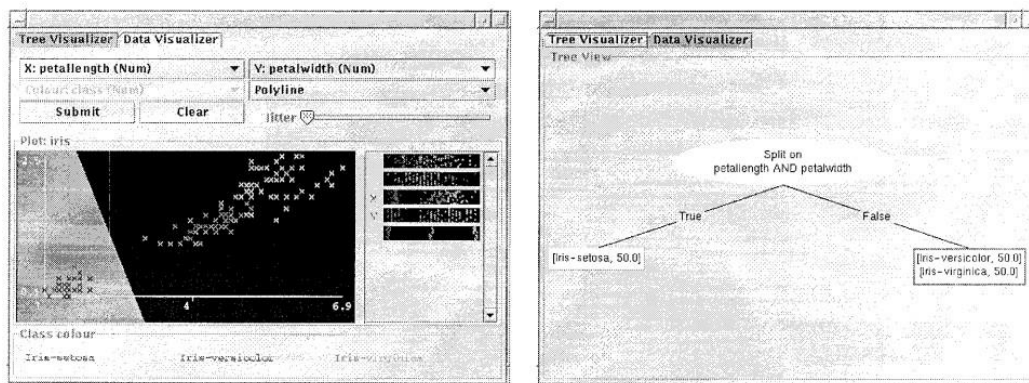 Tree Visualizer Data Visualizer
X: petallength (Num)
Y: petalwidth (Num)
Colour: class (Num)
Polyline
Submit
Clear
Jitter
Plot: iris
4
6.9
X
Y
Class colour
Iris-setosa
Iris-versicolor
Iris-virginica
Tree Visualizer Data Visualizer
Tree View
Split on
petallength AND petalwidth
True
False
[Iris-setosa, 50.0]
[Iris-versicolor, 50.0]
[Iris-virginica, 50.0]